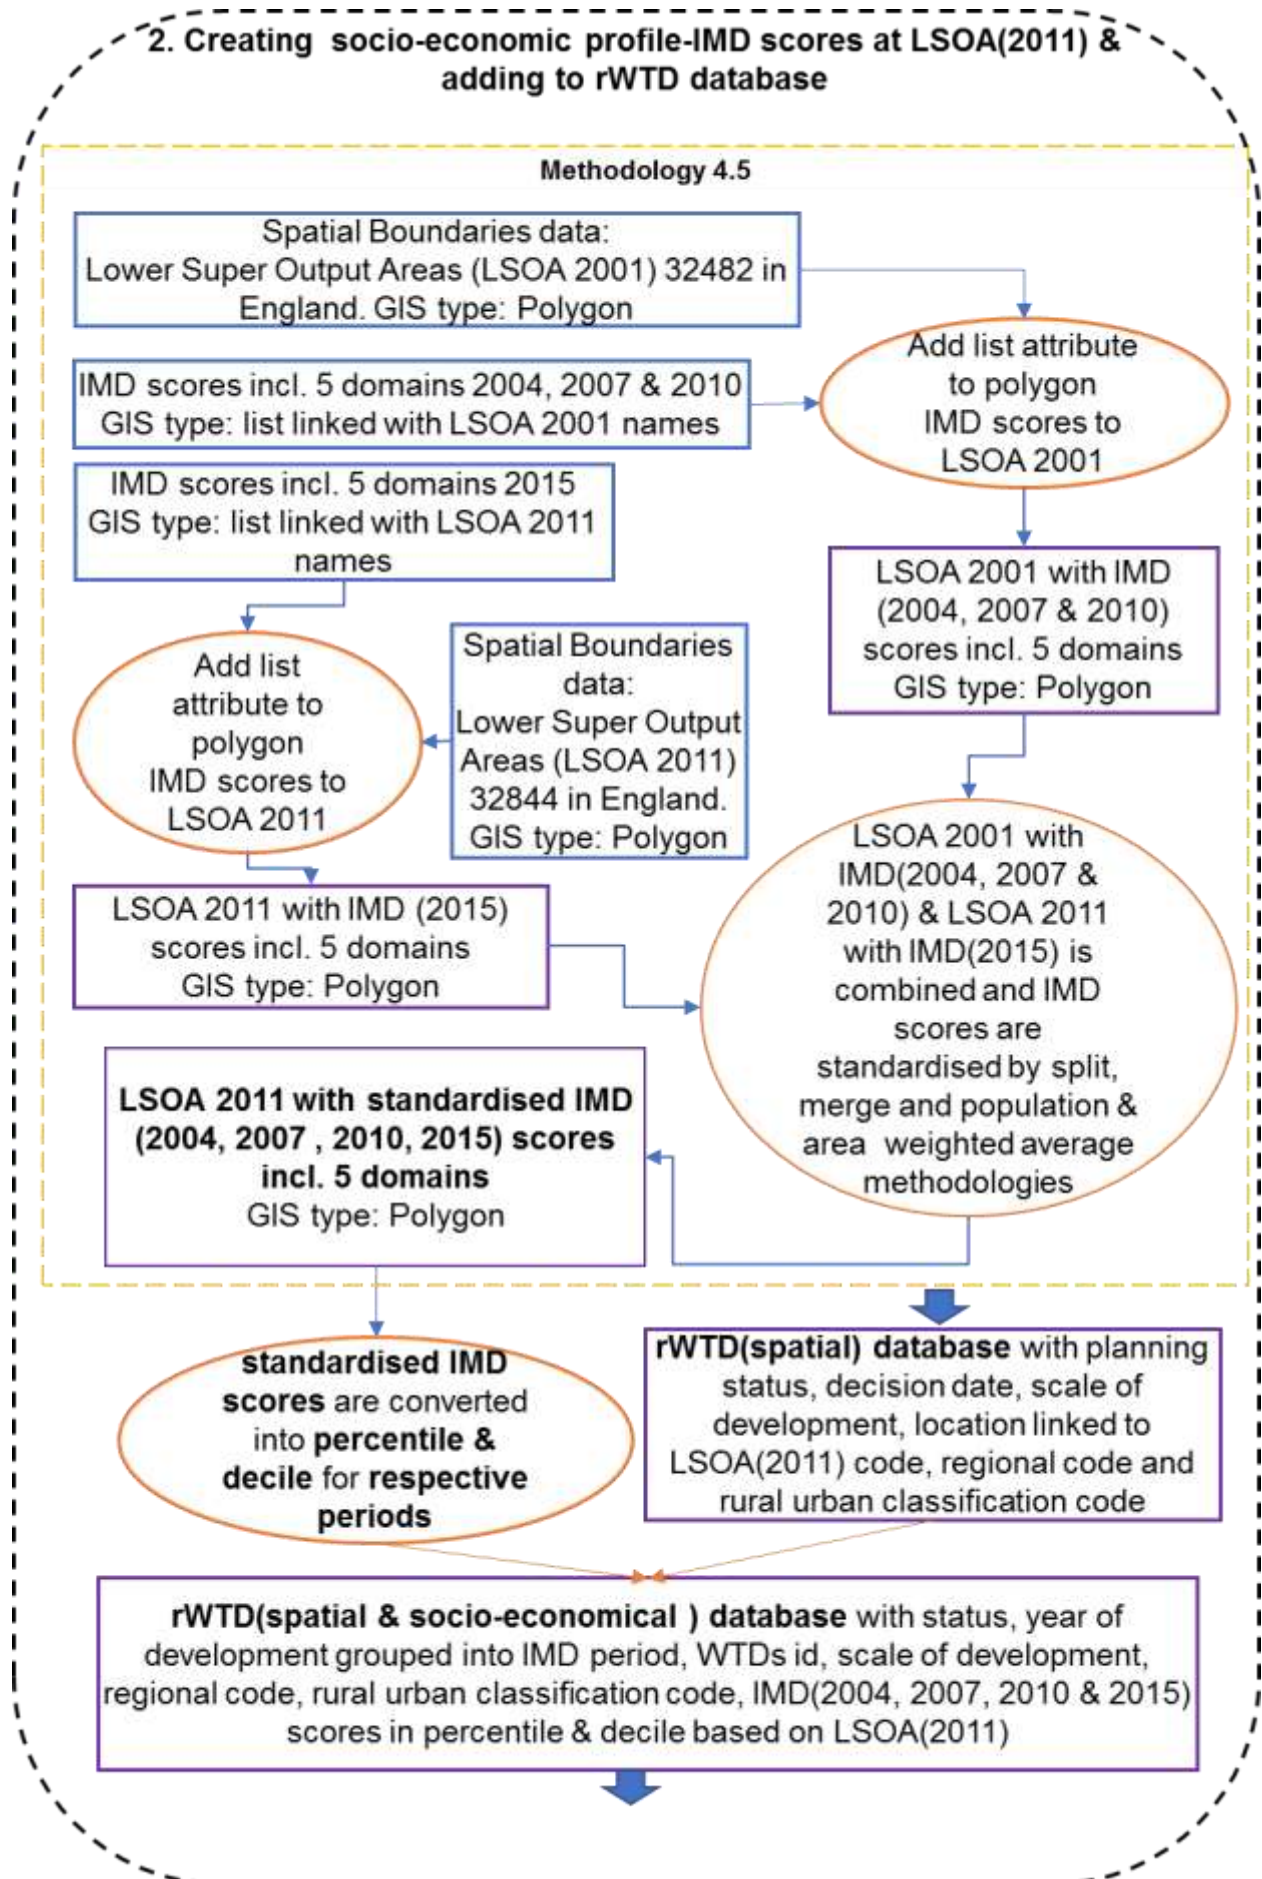 2. Creating socio-economic profile-IMD scores at LSOA(2011) &
adding to rWTD database
Methodology 4.5
Spatial Boundaries data:
Lower Super Output Areas (LSOA 2001) 32482 in
England. GIS type: Polygon
IMD scores incl. 5 domains 2004, 2007 & 2010
GIS type: list linked with LSOA 2001 names
Add list attribute
to polygon
IMD scores to
LSOA 2001
IMD scores incl. 5 domains 2015
GIS type: list linked with LSOA 2011
names
LSOA 2001 with IMD
(2004, 2007 & 2010)
scores incl. 5 domains
GIS type: Polygon
Add list
attribute to
polygon
IMD scores to
LSOA 2011
Spatial Boundaries
data:
Lower Super Output
Areas (LSOA 2011)
32844 in England.
GIS type: Polygon
LSOA 2011 with IMD (2015)
scores incl. 5 domains
GIS type: Polygon
LSOA 2001 with
IMD(2004, 2007 &
2010) & LSOA 2011
with IMD(2015) is
combined and IMD
scores are
standardised by split,
merge and population &
area weighted average
methodologies
LSOA 2011 with standardised IMD
(2004, 2007 , 2010, 2015) scores
incl. 5 domains
GIS type: Polygon
standardised IMD
scores are converted
into percentile &
decile for respective
periods
rWTD(spatial) database with planning
status, decision date, scale of
development, location linked to
LSOA(2011) code, regional code and
rural urban classification code
rWTD(spatial & socio-economical ) database with status, year of
development grouped into IMD period, WTDs id, scale of development,
regional code, rural urban classification code, IMD(2004, 2007, 2010 & 2015)
scores in percentile & decile based on LSOA(2011)